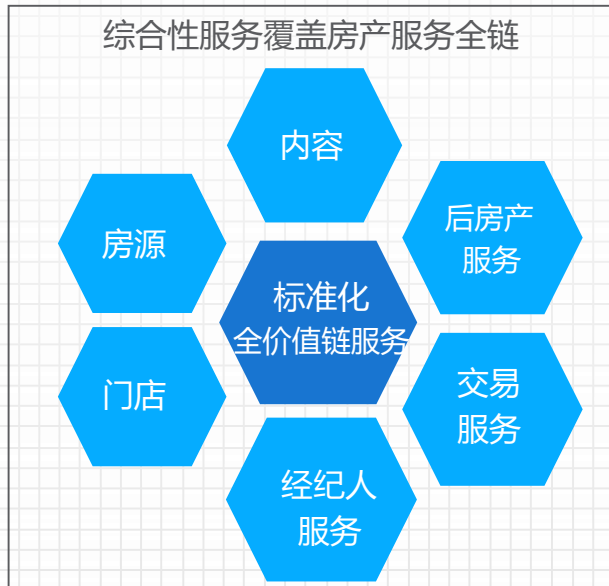 综合性服务覆盖房产服务全链
内容
房源
后房产
服务
标准化
全价值链服务
门店
交易
服务
经纪人
服务